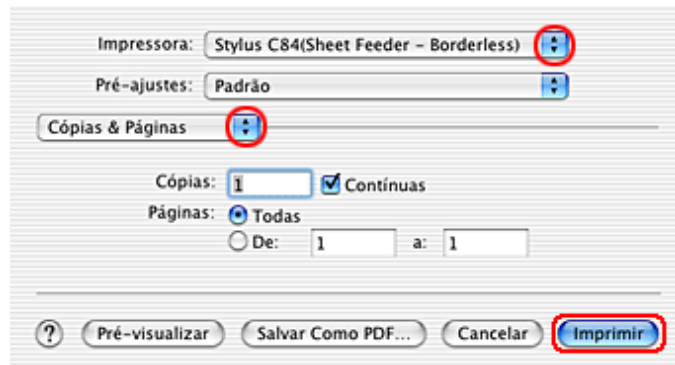 Impressora: Stylus C84(Sheet Feeder – Borderless)
Pré-ajustes: Padrão
Cópias & Páginas
Cópias: 1 Contínuas
Páginas: Todas
De: 1 a: 1
? Pré-visualizar Salvar Como PDF... Cancelar Imprimir